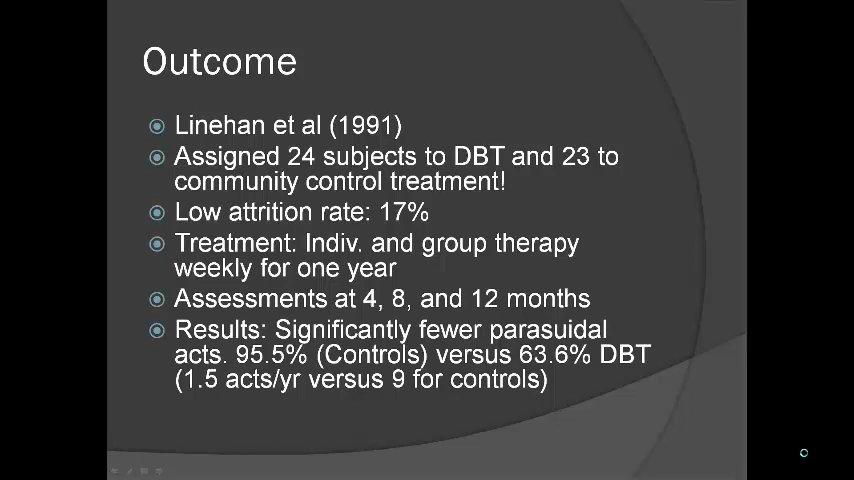 Outcome
Linehan et al (1991)
Assigned 24 subjects to DBT and 23 to
community control treatment!
Low attrition rate: 17%
Treatment: Indiv. and group therapy
weekly for one year
Assessments at 4, 8, and 12 months
Results: Significantly fewer parasuidal
acts. 95.5% (Controls) versus 63.6% DBT
(1.5 acts/yr versus 9 for controls)